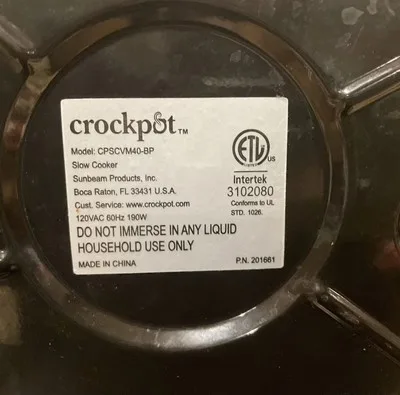 crockpot™
Model: CPSCVM40-BP
Slow Cooker
Sunbeam Products, Inc.
Boca Raton, FL 33431 U.S.A.
Cust. Service: www.crockpot.com
120VAC 60Hz 190W
DO NOT IMMERSE IN ANY LIQUID
HOUSEHOLD USE ONLY
MADE IN CHINA
ETL US
Intertek
3102080
Conforms to UL
STD. 1026.
P.N. 201661